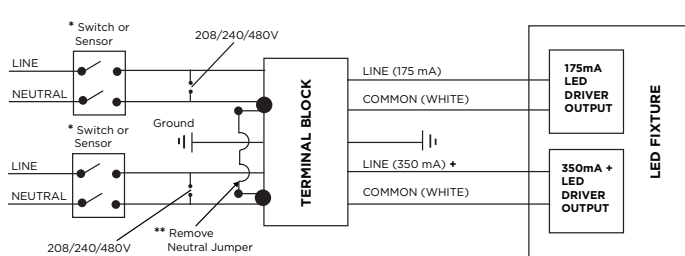 * Switch or
Sensor
208/240/480V
LINE
NEUTRAL
* Switch or
Sensor
Ground
LINE
NEUTRAL
208/240/480V
** Remove
Neutral Jumper
TERMINAL BLOCK
LINE (175 mA)
COMMON (WHITE)
LINE (350 mA) +
COMMON (WHITE)
175mA
LED
DRIVER
OUTPUT
350mA +
LED
DRIVER
OUTPUT
LED FIXTURE